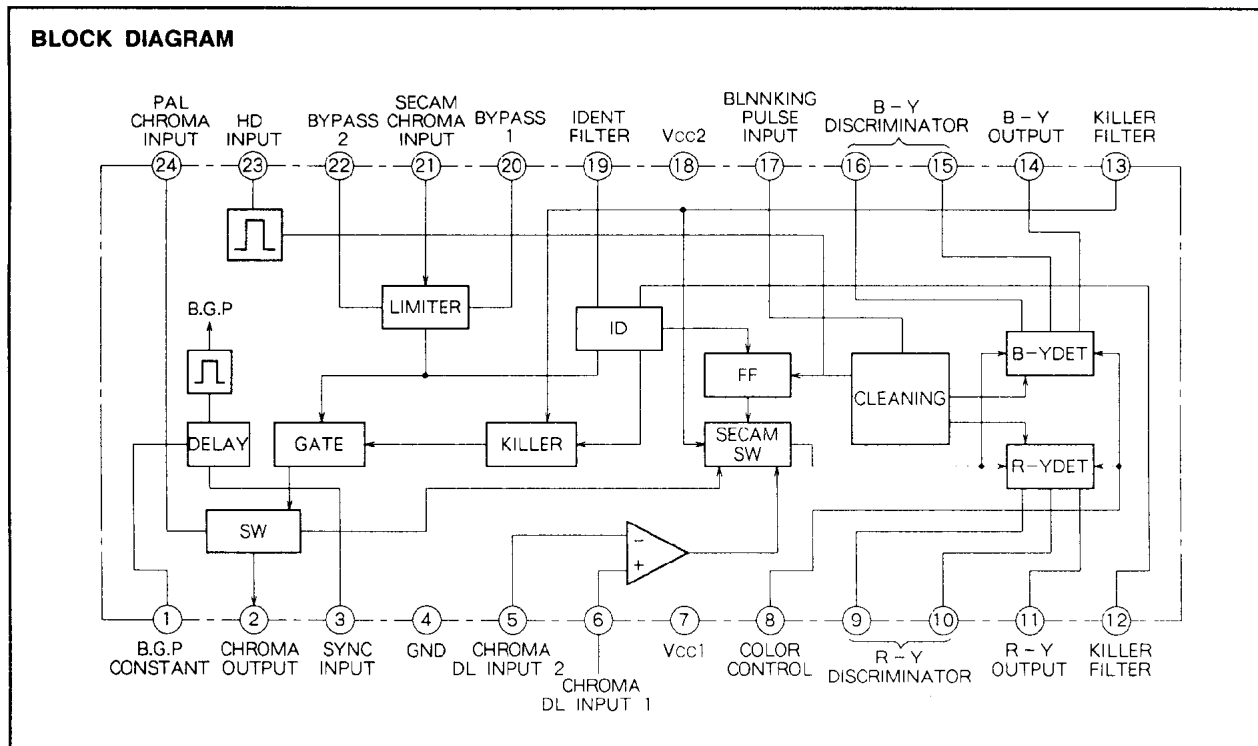 BLOCK DIAGRAM
PAL
CHROMA
INPUT
HD
INPUT
BYPASS
2
SECAM
CHROMA
INPUT
BYPASS
1
IDENT
FILTER
Vcc2
BLNNKING
PULSE
INPUT
B-Y
DISCRIMINATOR
B-Y
OUTPUT
KILLER
FILTER
24
23
22
21
20
19
18
17
16
15
14
13
B.G.P
LIMITER
ID
FF
CLEANING
B-YDET
DELAY
GATE
KILLER
SECAM
SW
R-YDET
SW
−
+
1
2
3
4
5
6
7
8
9
10
11
12
B.G.P
CONSTANT
CHROMA
OUTPUT
SYNC
INPUT
GND
CHROMA
DL INPUT 2
CHROMA
DL INPUT 1
Vcc1
COLOR
CONTROL
R-Y
DISCRIMINATOR
R-Y
OUTPUT
KILLER
FILTER